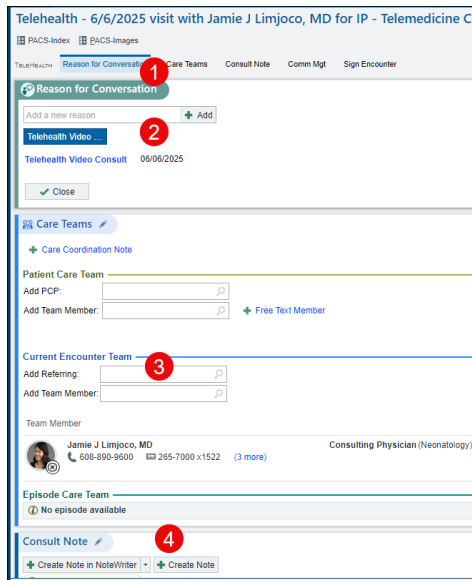 Telehealth - 6/6/2025 visit with Jamie J Limjoco, MD for IP - Telemedicine C
PACS-Index PACS-Images
TELEHEALTH Reason for Conversation Care Teams Consult Note Comm Mgt Sign Encounter
1
Reason for Conversation
Add a new reason + Add
2
Telehealth Video ...
Telehealth Video Consult 06/06/2025
Close
Care Teams
+ Care Coordination Note
Patient Care Team
Add PCP:
Add Team Member: + Free Text Member
Current Encounter Team
3
Add Referring:
Add Team Member:
Team Member
Jamie J Limjoco, MD Consulting Physician (Neonatology)
608-890-9600 265-7000 x1522 (3 more)
Episode Care Team
No episode available
4
Consult Note
+ Create Note in NoteWriter + Create Note